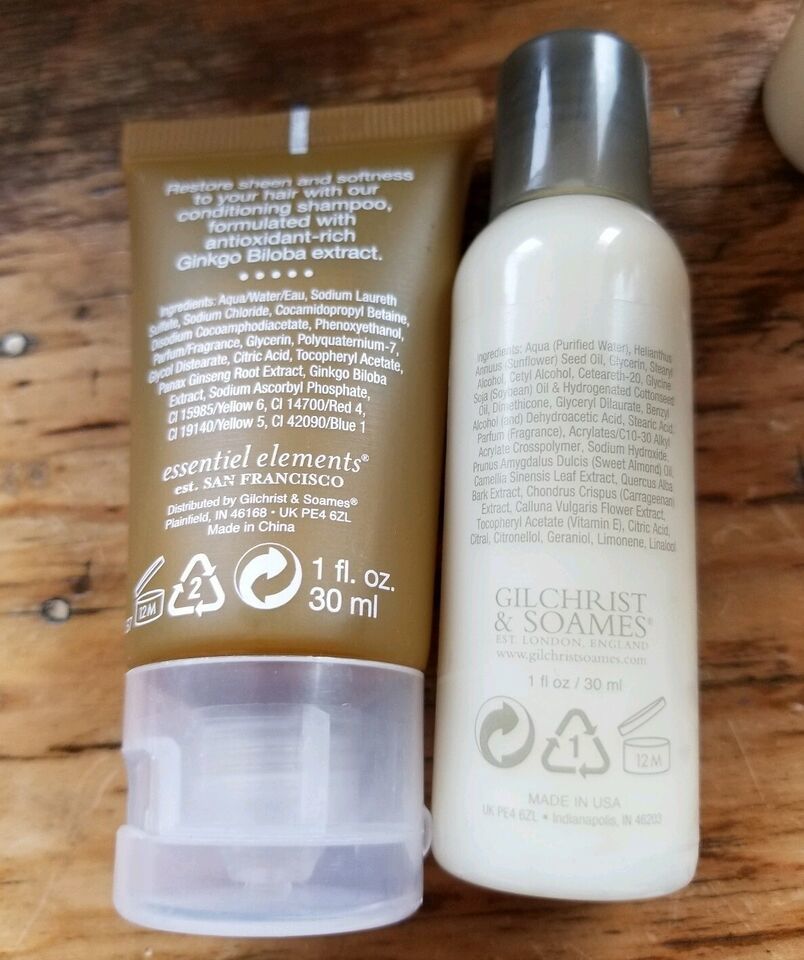 Restore sheen and softness
to your hair with our
conditioning shampoo,
formulated with
antioxidant-rich
Ginkgo Biloba extract.
Ingredients: Aqua/Water/Eau, Sodium Laureth
Sulfate, Sodium Chloride, Cocamidopropyl Betaine,
Disodium Cocoamphodiacetate, Phenoxyethanol,
Parfum/Fragrance, Glycerin, Polyquaternium-7,
Glycol Distearate, Citric Acid, Tocopheryl Acetate,
Panax Ginseng Root Extract, Ginkgo Biloba
Extract, Sodium Ascorbyl Phosphate,
CI 15985/Yellow 6, CI 14700/Red 4,
CI 19140/Yellow 5, CI 42090/Blue 1
essentiel elements®
est. SAN FRANCISCO
Distributed by Gilchrist & Soames®
Plainfield, IN 46168 • UK PE4 6ZL
Made in China
12M
2
1 fl. oz.
30 ml
Ingredients: Aqua (Purified Water), Helianthus
Annuus (Sunflower) Seed Oil, Glycerin, Stearyl
Alcohol, Cetyl Alcohol, Ceteareth-20, Glycine
Soja (Soybean) Oil & Hydrogenated Cottonseed
Oil, Dimethicone, Glyceryl Dilaurate, Benzyl
Alcohol (and) Dehydroacetic Acid, Stearic Acid,
Parfum (Fragrance), Acrylates/C10-30 Alkyl
Acrylate Crosspolymer, Sodium Hydroxide,
Prunus Amygdalus Dulcis (Sweet Almond) Oil,
Camellia Sinensis Leaf Extract, Quercus Alba
Bark Extract, Chondrus Crispus (Carrageenan)
Extract, Calluna Vulgaris Flower Extract,
Tocopheryl Acetate (Vitamin E), Citric Acid,
Citral, Citronellol, Geraniol, Limonene, Linalool
GILCHRIST
& SOAMES®
EST. LONDON, ENGLAND
www.gilchristsoames.com
1 fl oz / 30 ml
1
12M
MADE IN USA
UK PE4 6ZL • Indianapolis, IN 46203